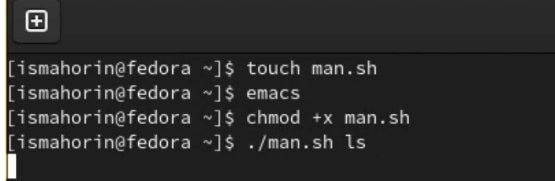 [ismahorin@fedora ~]$ touch man.sh
[ismahorin@fedora ~]$ emacs
[ismahorin@fedora ~]$ chmod +x man.sh
[ismahorin@fedora ~]$ ./man.sh ls